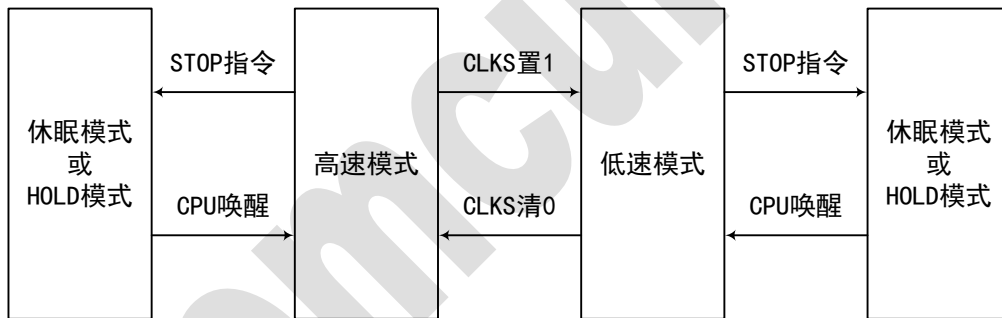 STOP指令
CLKS置1
STOP指令
休眠模式
或
HOLD模式
高速模式
低速模式
休眠模式
或
HOLD模式
CPU唤醒
CLKS清0
CPU唤醒